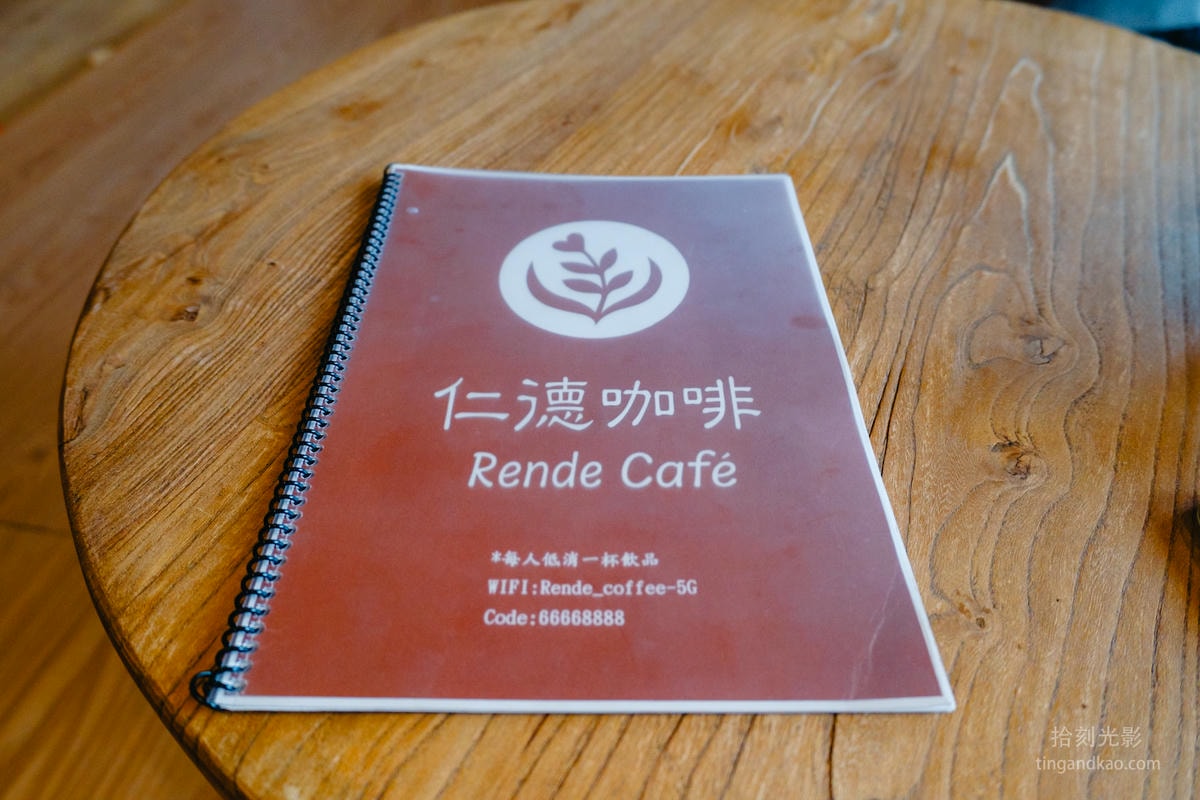 仁德咖啡
Rende Café
*每人低消一杯飲品
WIFI:Rende_coffee-5G
Code:66668888
拾刻光影
tingandkao.com